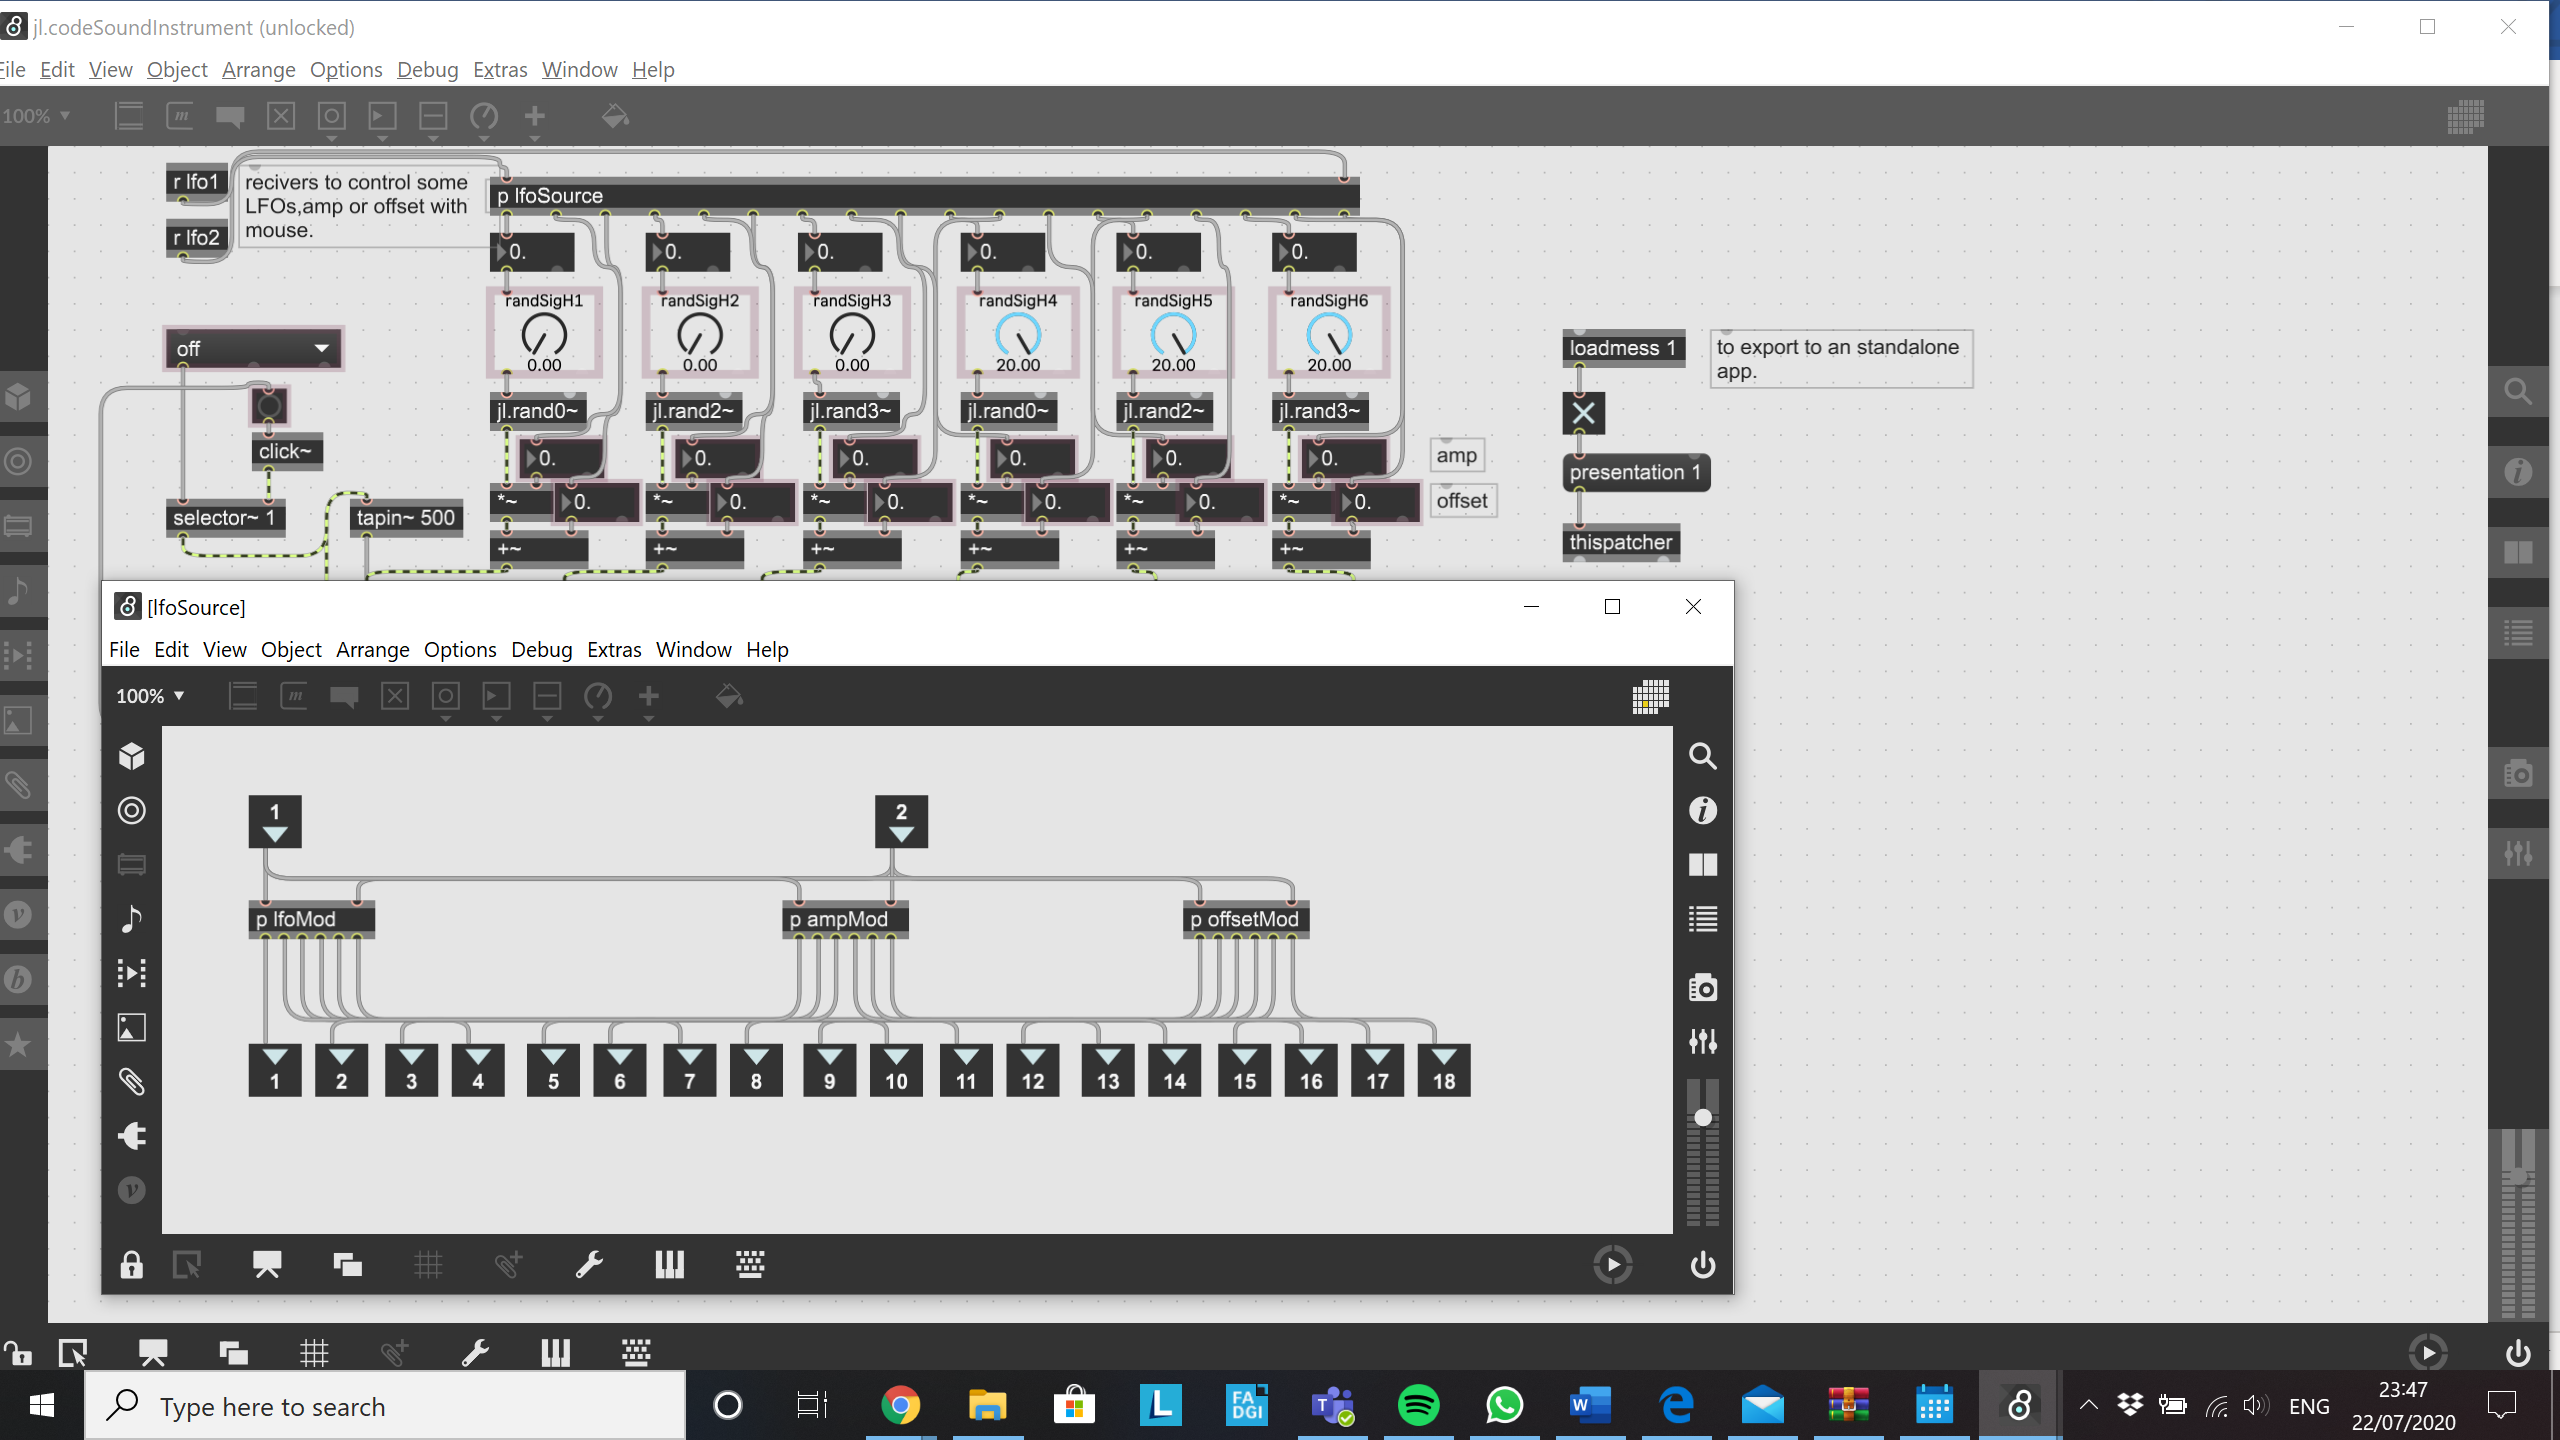 jl.codeSoundInstrument (unlocked)
File Edit View Object Arrange Options Debug Extras Window Help
100%
r lfo1
recivers to control some
LFOs,amp or offset with
mouse.
r lfo2
p lfoSource
0. 0. 0. 0. 0. 0.
randSigH1 randSigH2 randSigH3 randSigH4 randSigH5 randSigH6
0.00 0.00 0.00 20.00 20.00 20.00
off
loadmess 1
to export to an standalone
app.
jl.rand0~ jl.rand2~ jl.rand3~ jl.rand0~ jl.rand2~ jl.rand3~
click~
0. 0. 0. 0. 0. 0.
amp
presentation 1
*~ 0. *~ 0. *~ 0. *~ 0. *~ 0. *~ 0.
offset
selector~ 1
tapin~ 500
+~ +~ +~ +~ +~ +~
thispatcher
[lfoSource]
File Edit View Object Arrange Options Debug Extras Window Help
100%
1 2
p lfoMod p ampMod p offsetMod
1 2 3 4 5 6 7 8 9 10 11 12 13 14 15 16 17 18
Type here to search
ENG
23:47
22/07/2020